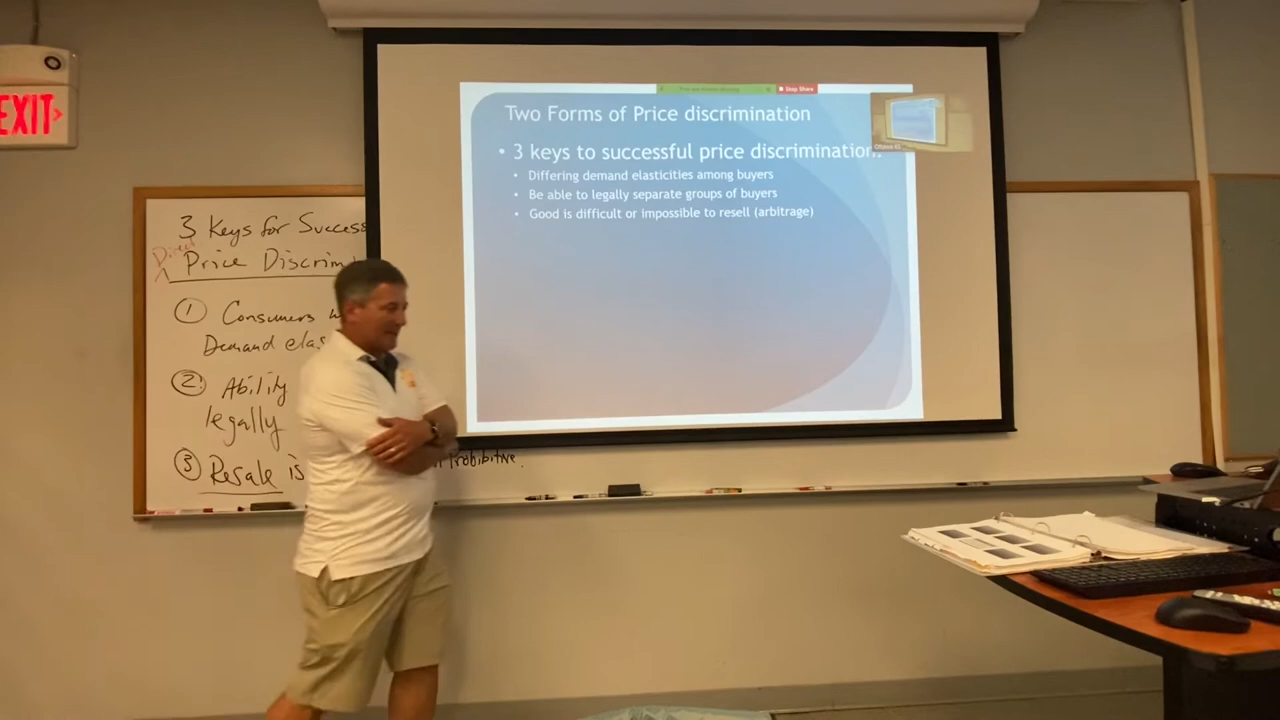 EXIT
Stop Share
Two Forms of Price discrimination
• 3 keys to successful price discrimination.
• Differing demand elasticities among buyers
• Be able to legally separate groups of buyers
• Good is difficult or impossible to resell (arbitrage)
3 Keys for Success
Direct
Price Discrim
① Consumers
Demand elas
② Ability
legally
③ Resale is
Prohibitive.